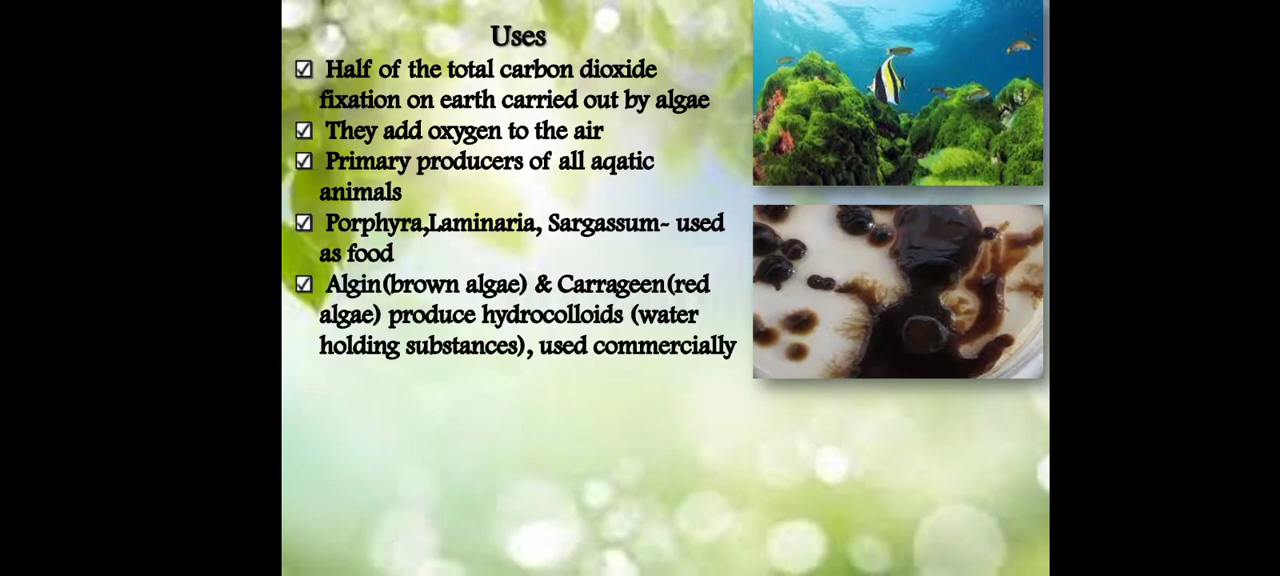 Uses
☑ Half of the total carbon dioxide
fixation on earth carried out by algae
☑ They add oxygen to the air
☑ Primary producers of all aqatic
animals
☑ Porphyra,Laminaria, Sargassum- used
as food
☑ Algin(brown algae) & Carrageen(red
algae) produce hydrocolloids (water
holding substances), used commercially